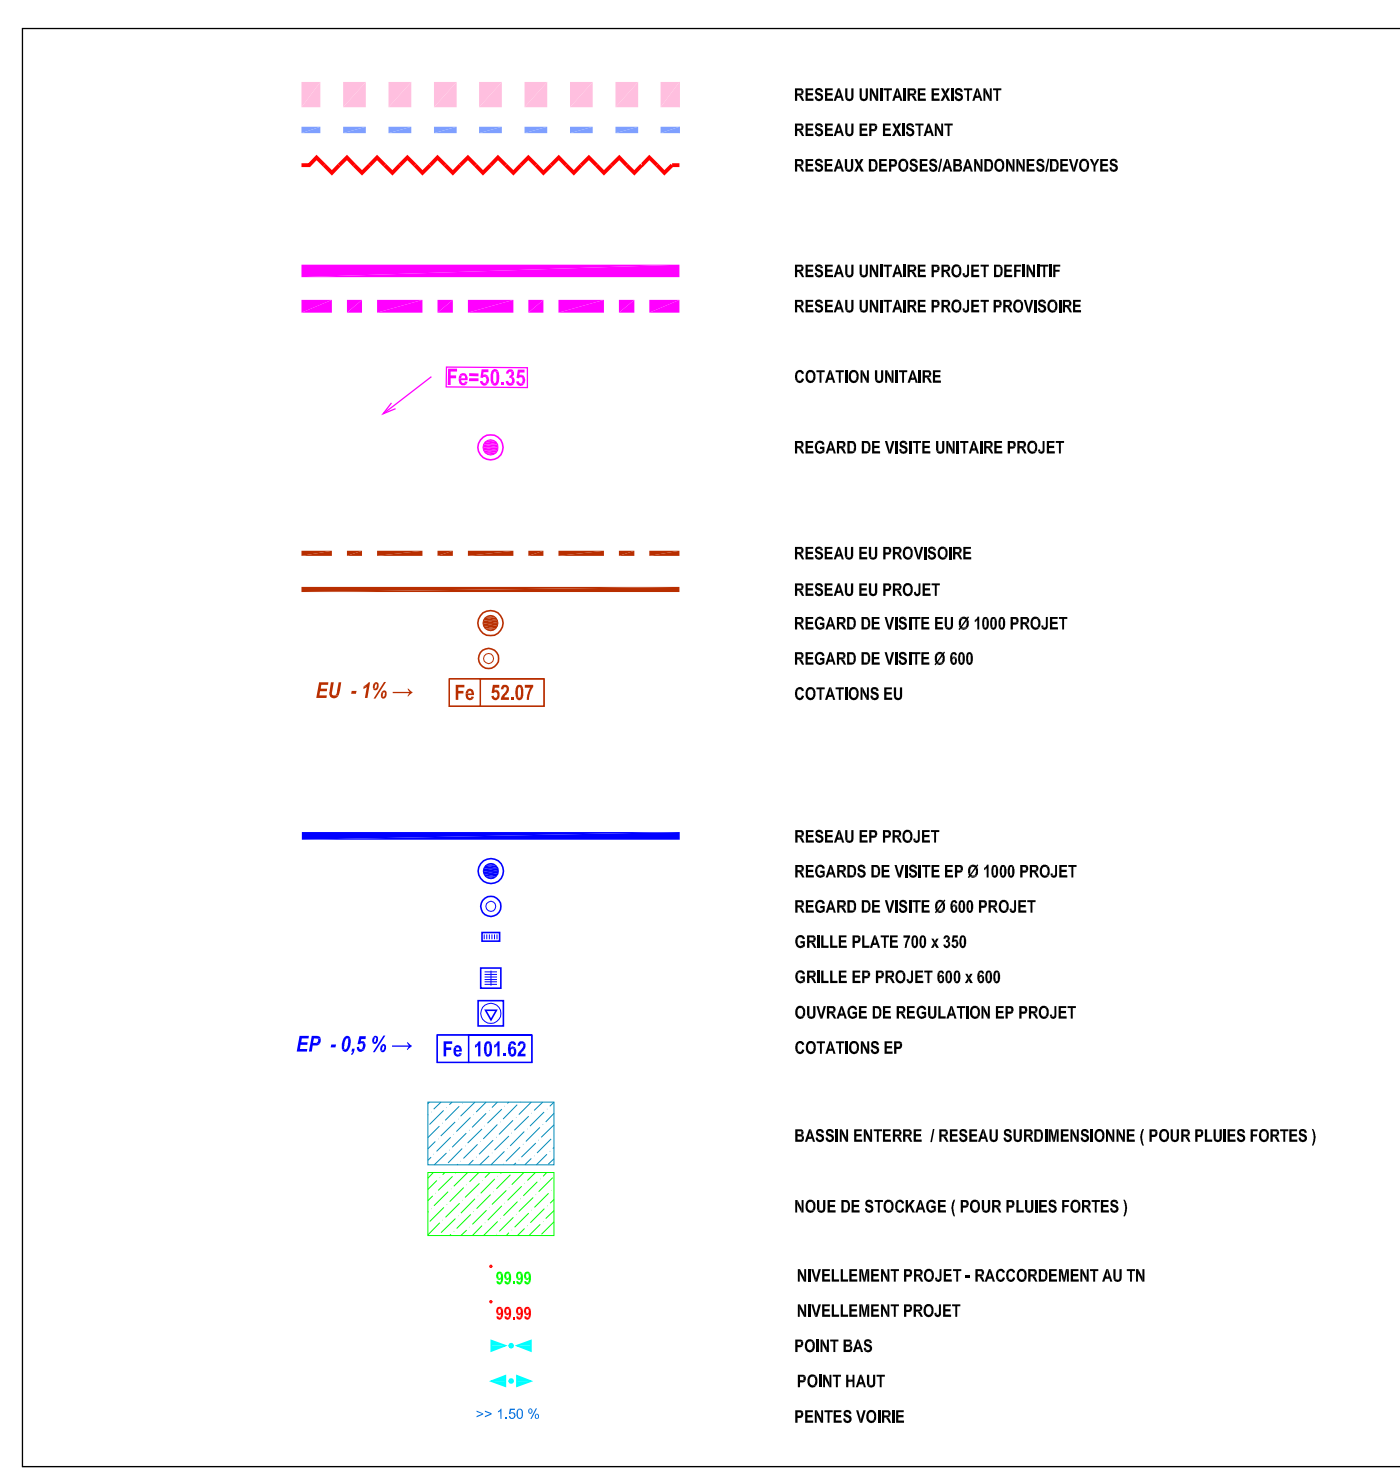 RESEAU UNITAIRE EXISTANT
RESEAU EP EXISTANT
RESEAUX DEPOSES/ABANDONNES/DEVOYES
RESEAU UNITAIRE PROJET DEFINITIF
RESEAU UNITAIRE PROJET PROVISOIRE
Fe=50.35 COTATION UNITAIRE
REGARD DE VISITE UNITAIRE PROJET
RESEAU EU PROVISOIRE
RESEAU EU PROJET
REGARD DE VISITE EU Ø 1000 PROJET
REGARD DE VISITE Ø 600
EU - 1% → Fe 52.07 COTATIONS EU
RESEAU EP PROJET
REGARDS DE VISITE EP Ø 1000 PROJET
REGARD DE VISITE Ø 600 PROJET
GRILLE PLATE 700 x 350
GRILLE EP PROJET 600 x 600
OUVRAGE DE REGULATION EP PROJET
EP - 0,5 % → Fe 101.62 COTATIONS EP
BASSIN ENTERRE / RESEAU SURDIMENSIONNE ( POUR PLUIES FORTES )
NOUE DE STOCKAGE ( POUR PLUIES FORTES )
99.99 NIVELLEMENT PROJET - RACCORDEMENT AU TN
99.99 NIVELLEMENT PROJET
POINT BAS
POINT HAUT
>> 1.50 % PENTES VOIRIE